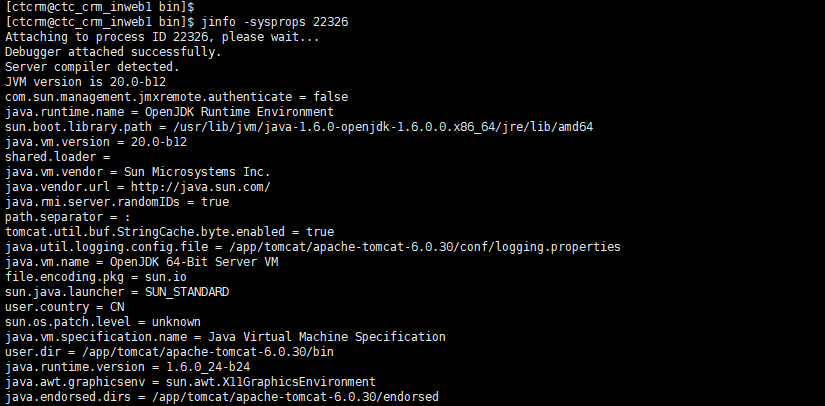 [ctcrm@ctc_crm_inweb1 bin]$
[ctcrm@ctc_crm_inweb1 bin]$ jinfo -sysprops 22326
Attaching to process ID 22326, please wait...
Debugger attached successfully.
Server compiler detected.
JVM version is 20.0-b12
com.sun.management.jmxremote.authenticate = false
java.runtime.name = OpenJDK Runtime Environment
sun.boot.library.path = /usr/lib/jvm/java-1.6.0-openjdk-1.6.0.0.x86_64/jre/lib/amd64
java.vm.version = 20.0-b12
shared.loader =
java.vm.vendor = Sun Microsystems Inc.
java.vendor.url = http://java.sun.com/
java.rmi.server.randomIDs = true
path.separator = :
tomcat.util.buf.StringCache.byte.enabled = true
java.util.logging.config.file = /app/tomcat/apache-tomcat-6.0.30/conf/logging.properties
java.vm.name = OpenJDK 64-Bit Server VM
file.encoding.pkg = sun.io
sun.java.launcher = SUN_STANDARD
user.country = CN
sun.os.patch.level = unknown
java.vm.specification.name = Java Virtual Machine Specification
user.dir = /app/tomcat/apache-tomcat-6.0.30/bin
java.runtime.version = 1.6.0_24-b24
java.awt.graphicsenv = sun.awt.X11GraphicsEnvironment
java.endorsed.dirs = /app/tomcat/apache-tomcat-6.0.30/endorsed